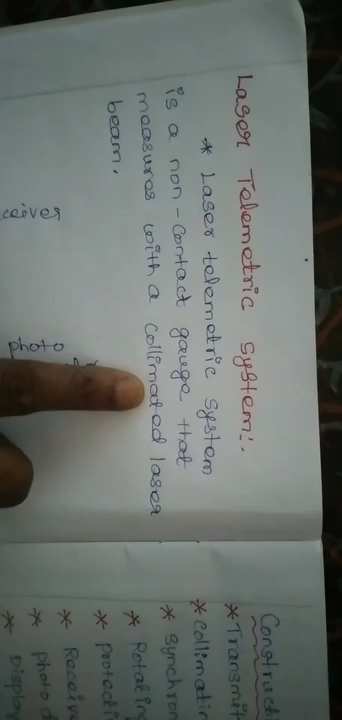 Laser Telemetric system:.
* Laser telemetric system
is a non-contact gauge that
measures with a collimated laser
beam.
ceiver
photo
Construct
* Transmit
* Collimatin
* Synchron
* Rotating
* Protecti
* Receive
* photo d
* Display